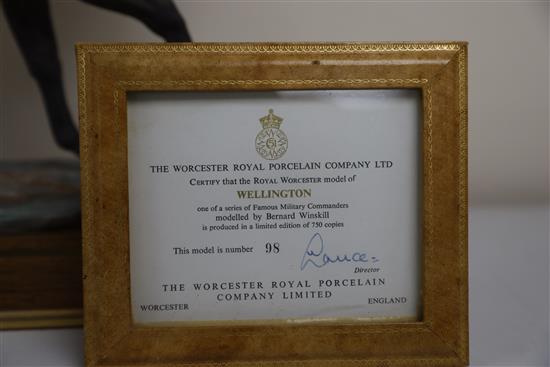 51
THE WORCESTER ROYAL PORCELAIN COMPANY LTD
CERTIFY that the ROYAL WORCESTER model of
WELLINGTON
one of a series of Famous Military Commanders
modelled by Bernard Winskill
is produced in a limited edition of 750 copies
This model is number 98
Director
THE WORCESTER ROYAL PORCELAIN
COMPANY LIMITED
WORCESTER ENGLAND